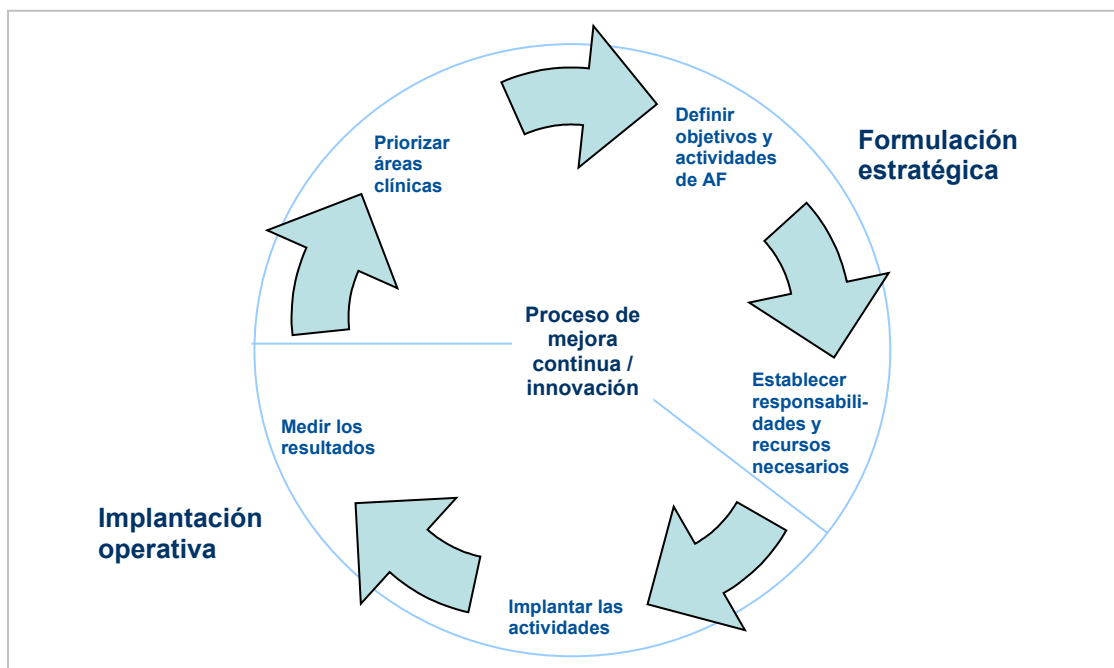 Priorizar
áreas
clínicas
Definir
objetivos y
actividades
de AF
Formulación
estratégica
Proceso de
mejora
continua /
innovación
Establecer
responsabili-
dades y
recursos
necesarios
Medir los
resultados
Implantación
operativa
Implantar las
actividades